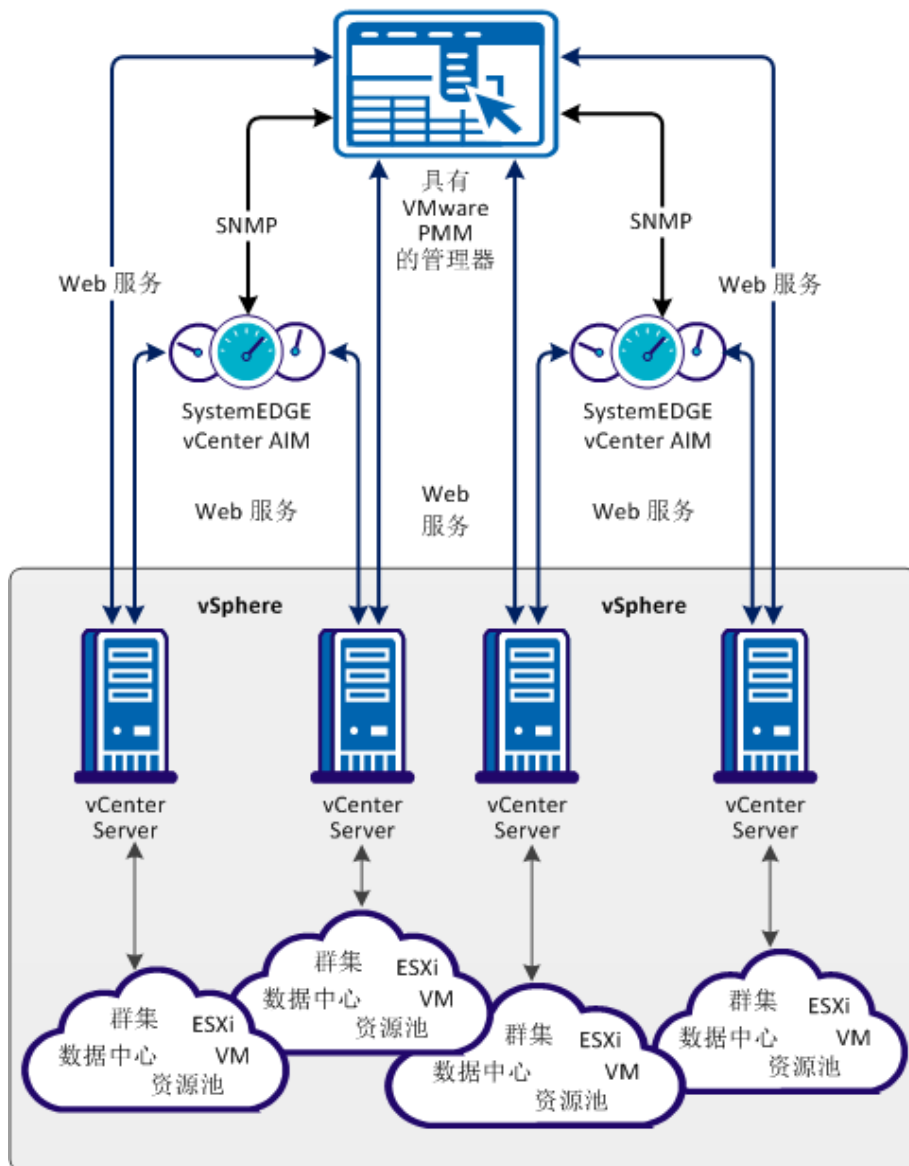 具有
VMware
PMM
的管理器
SNMP
SNMP
Web 服务
Web 服务
SystemEDGE
vCenter AIM
SystemEDGE
vCenter AIM
Web 服务
Web
服务
Web 服务
vSphere
vSphere
vCenter
Server
vCenter
Server
vCenter
Server
vCenter
Server
群集 ESXi
数据中心 VM
资源池
群集 ESXi
数据中心 VM
资源池
群集 ESXi
数据中心 VM
资源池
群集 ESXi
数据中心 VM
资源池